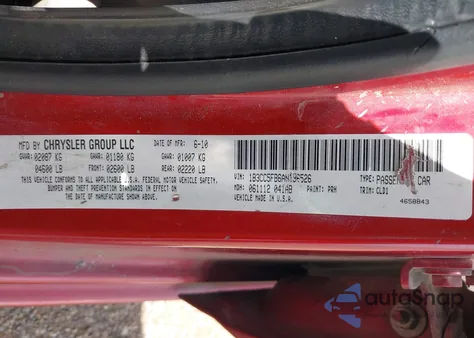 MFD BY CHRYSLER GROUP LLC
DATE OF MFR: 6-10
GVWR: 02087 KG
GAWR: 01180 KG
GAWR: 01007 KG
04600 LB
FRONT: 02600 LB
REAR: 02220 LB
THIS VEHICLE CONFORMS TO ALL APPLICABLE U.S.A. FEDERAL MOTOR VEHICLE SAFETY,
BUMPER AND THEFT PREVENTION STANDARDS IN EFFECT ON
THE DATE OF MANUFACTURE SHOWN ABOVE.
VIN: 1B3CC5FB6AN136526
TYPE: PASSENGER CAR
MDH: 061112 041AB
PAINT: PRH
TRIM: CLD1
VEHICLE MADE IN U.S.A.
4658843
autoSnap